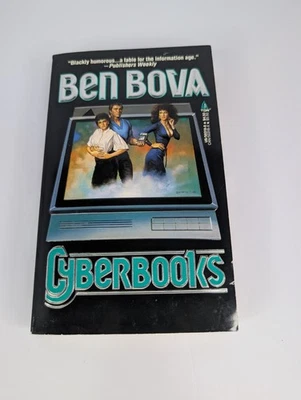 "Blackly humorous...a fable for the information age."
—Publishers Weekly
BEN BOVA
CYBERBOOKS